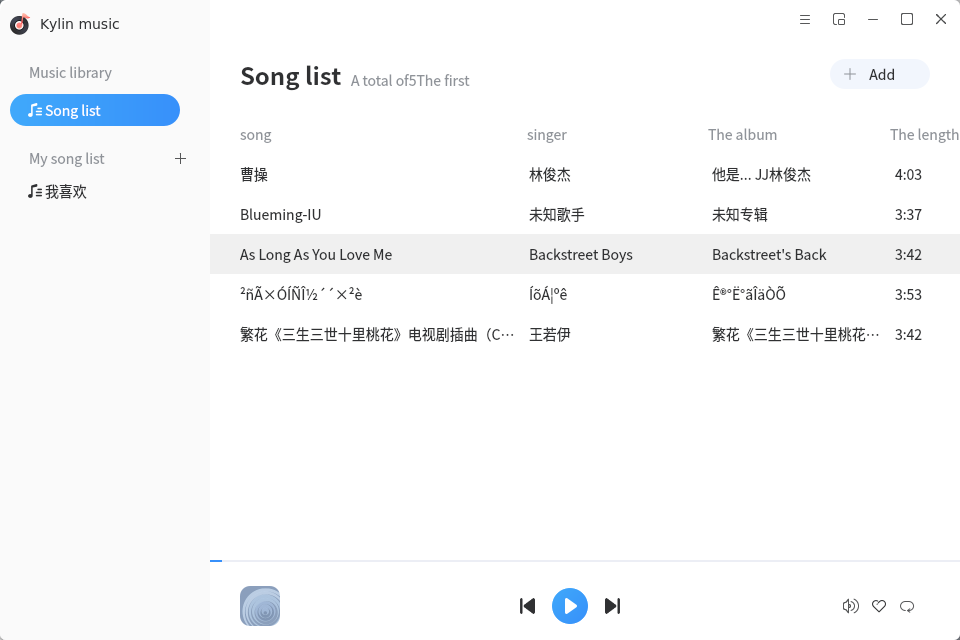 Kylin music
Music library
Song list
My song list
我喜欢
Song list A total of5The first
Add
song singer The album The length
曹操 林俊杰 他是... JJ林俊杰 4:03
Blueming-IU 未知歌手 未知专辑 3:37
As Long As You Love Me Backstreet Boys Backstreet's Back 3:42
²ñÃ×ÓÍÑÎ½´´×²è ÍõÁ¦ºê Ê®°Ë°ãÎäÒÕ 3:53
繁花《三生三世十里桃花》电视剧插曲（C… 王若伊 繁花《三生三世十里桃花… 3:42